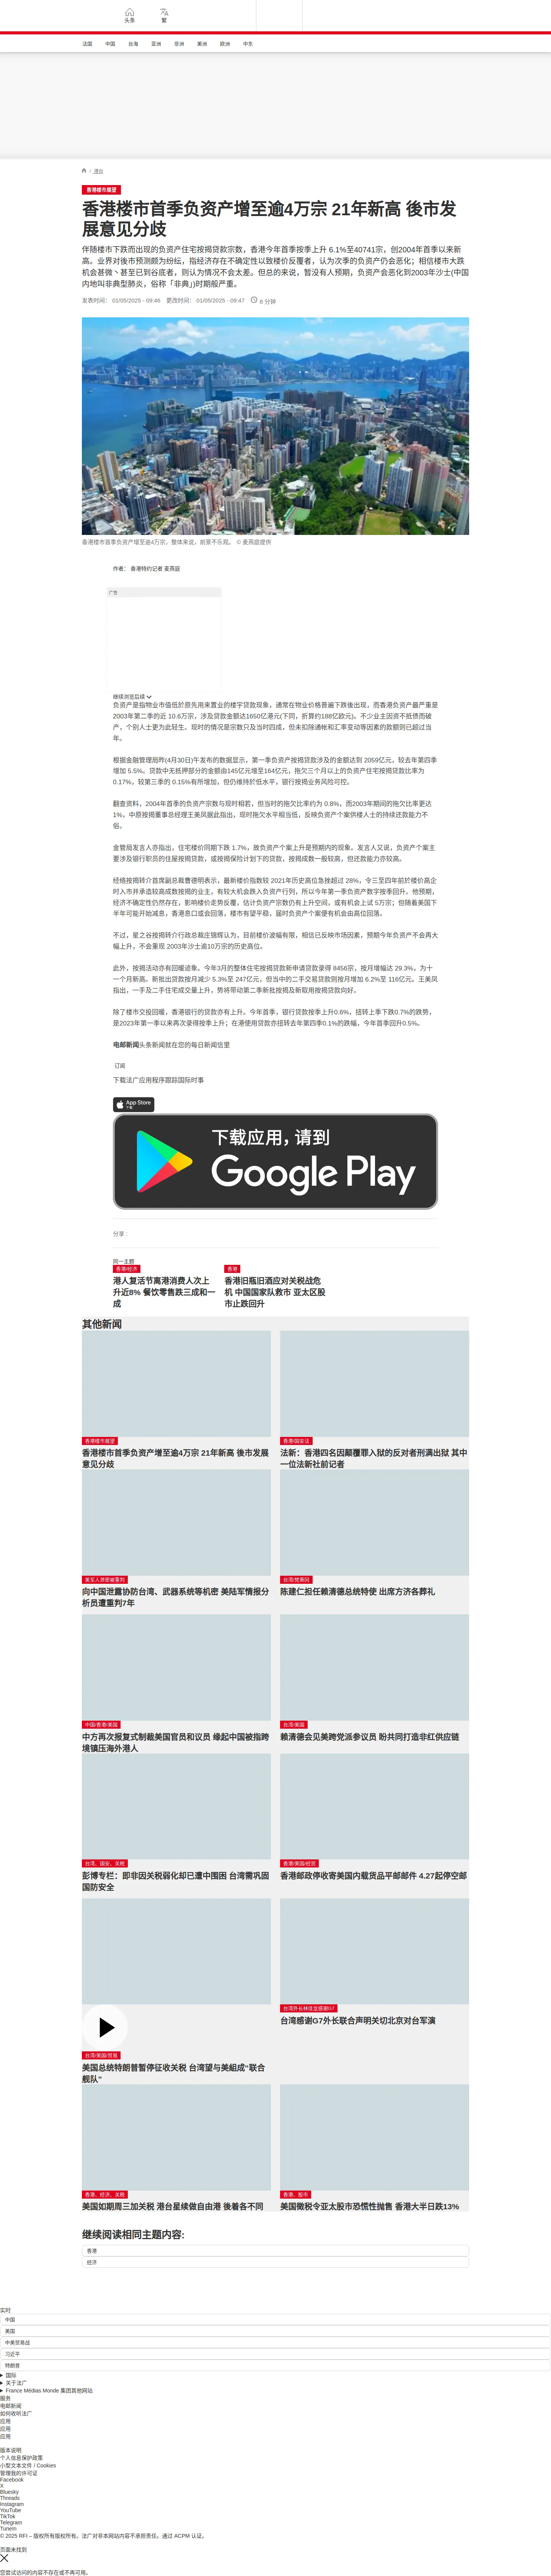 头条
繁
法国
中国
台海
亚洲
非洲
美洲
欧洲
中东
/ 港台
香港楼市展望
香港楼市首季负资产增至逾4万宗 21年新高 後市发
展意见分歧
伴随楼市下跌而出现的负资产住宅按揭贷款宗数，香港今年首季按季上升 6.1%至40741宗，创2004年首季以来新
高。业界对後市预测颇为纷纭，指经济存在不确定性以致楼价反覆者，认为次季的负资产仍会恶化；相信楼市大跌
机会甚微丶甚至已到谷底者，则认为情况不会太差。但总的来说，暂没有人预期，负资产会恶化到2003年沙士(中国
内地叫非典型肺炎，俗称「非典｣)时期般严重。
发表时间： 01/05/2025 - 09:46
更改时间： 01/05/2025 - 09:47
6 分钟
香港楼市首季负资产增至逾4万宗，整体来说，前景不乐观。 © 麦燕庭提供
作者： 香港特约记者 麦燕庭
广告
继续浏览后续
负资产是指物业市值低於原先用来置业的楼宇贷款现象，通常在物业价格普遍下跌後出现，而香港负资产最严重是
2003年第二季的近 10.6万宗，涉及贷款金额达1650亿港元(下同，折算约188亿欧元)。不少业主因资不抵债而破
产，个别人士更为此轻生。现时的情况是宗数只及当时四成，但未扣除通帐和汇率变动等因素的款额则已超过当
年。
根据金融管理局昨(4月30日)午发布的数据显示，第一季负资产按揭贷款涉及的金额达到 2059亿元，较去年第四季
增加 5.5%。贷款中无抵押部分的金额由145亿元增至164亿元，拖欠三个月以上的负资产住宅按揭贷款比率为
0.17%，较第三季的 0.15%有所增加，但仍维持於低水平，银行按揭业务风险可控。
翻查资料，2004年首季的负资产宗数与现时相若，但当时的拖欠比率约为 0.8%，而2003年期间的拖欠比率更达
1%，中原按揭董事总经理王美凤据此指出，现时拖欠水平相当低，反映负资产个案供楼人士的持续还款能力不
俗。
金管局发言人亦指出，住宅楼价同期下跌 1.7%，故负资产个案上升是预期内的现象。发言人又说，负资产个案主
要涉及银行职员的住屋按揭贷款，或按揭保险计划下的贷款，按揭成数一般较高，但还款能力亦较高。
经络按揭转介首席副总裁曹德明表示，最新楼价指数较 2021年历史高位急挫超过 28%，令三至四年前於楼价高企
时入市并承造较高成数按揭的业主，有较大机会跌入负资产行列，所以今年第一季负资产数字按季回升。他预期，
经济不确定性仍然存在，影响楼价走势反覆，估计负资产宗数仍有上升空间，或有机会上试 5万宗；但随着美国下
半年可能开始减息，香港息口或会回落，楼市有望平稳，届时负资产个案便有机会由高位回落。
不过，星之谷按揭转介行政总裁庄锦辉认为，目前楼价波幅有限，相信已反映市场因素，预期今年负资产不会再大
幅上升，不会重现 2003年沙士逾10万宗的历史高位。
此外，按揭活动亦有回暖迹象。今年3月的整体住宅按揭贷款新申请贷款录得 8456宗，按月增幅达 29.3%，为十
一个月新高。新批出贷款按月减少 5.3%至 247亿元，但当中的二手交易贷款则按月增加 6.2%至 116亿元。王美凤
指出，一手及二手住宅成交量上升，势将带动第二季新批按揭及新取用按揭贷款向好。
除了楼市交投回暖，香港银行的贷款亦有上升。今年首季，银行贷款按季上升0.6%，扭转上季下跌0.7%的跌势，
是2023年第一季以来再次录得按季上升；在港使用贷款亦扭转去年第四季0.1%的跌幅，今年首季回升0.5%。
电邮新闻头条新闻就在您的每日新闻信里
订阅
下载法广应用程序跟踪国际时事
App Store
下载
下载应用，请到
Google Play
分享 :
同一主题
香港/经济
港人复活节离港消费人次上
升近8% 餐饮零售跌三成和一
成
香港
香港旧瓶旧酒应对关税战危
机 中国国家队救市 亚太区股
市止跌回升
其他新闻
香港楼市展望
香港楼市首季负资产增至逾4万宗 21年新高 後市发展
意见分歧
香港/国安法
法新：香港四名因颠覆罪入狱的反对者刑满出狱 其中
一位法新社前记者
美军人泄密被重判
向中国泄露协防台湾、武器系统等机密 美陆军情报分
析员遭重判7年
台湾/梵蒂冈
陈建仁担任赖清德总统特使 出席方济各葬礼
中国/香港/美国
中方再次报复式制裁美国官员和议员 缘起中国被指跨
境镇压海外港人
台湾/美国
赖清德会见美跨党派参议员 盼共同打造非红供应链
台湾、国安、关税
彭博专栏：即非因关税弱化却已遭中围困 台湾需巩固
国防安全
香港/美国/经贸
香港邮政停收寄美国内载货品平邮邮件 4.27起停空邮
台湾/美国/贸易
美国总统特朗普暂停征收关税 台湾望与美組成“联合
舰队”
台湾外长林佳龙感谢G7
台湾感谢G7外长联合声明关切北京对台军演
香港、经济、关税
美国如期周三加关税 港台星续做自由港 後着各不同
香港、股市
美国徵税令亚太股市恐慌性抛售 香港大半日跌13%
继续阅读相同主题内容:
香港
经济
实时
中国
美国
中美贸易战
习近平
特朗普
国际
关于法广
France Médias Monde 集团其他网站
服务
电邮新闻
如何收听法广
应用
应用
应用
版本说明
个人信息保护政策
小型文本文件 / Cookies
管理我的许可证
Facebook
X
Bluesky
Threads
Instagram
YouTube
TikTok
Telegram
TuneIn
© 2025 RFI – 版权所有版权所有。法广对非本网站内容不承担责任。通过 ACPM 认证。
页面未找到
您尝试访问的内容不存在或不再可用。